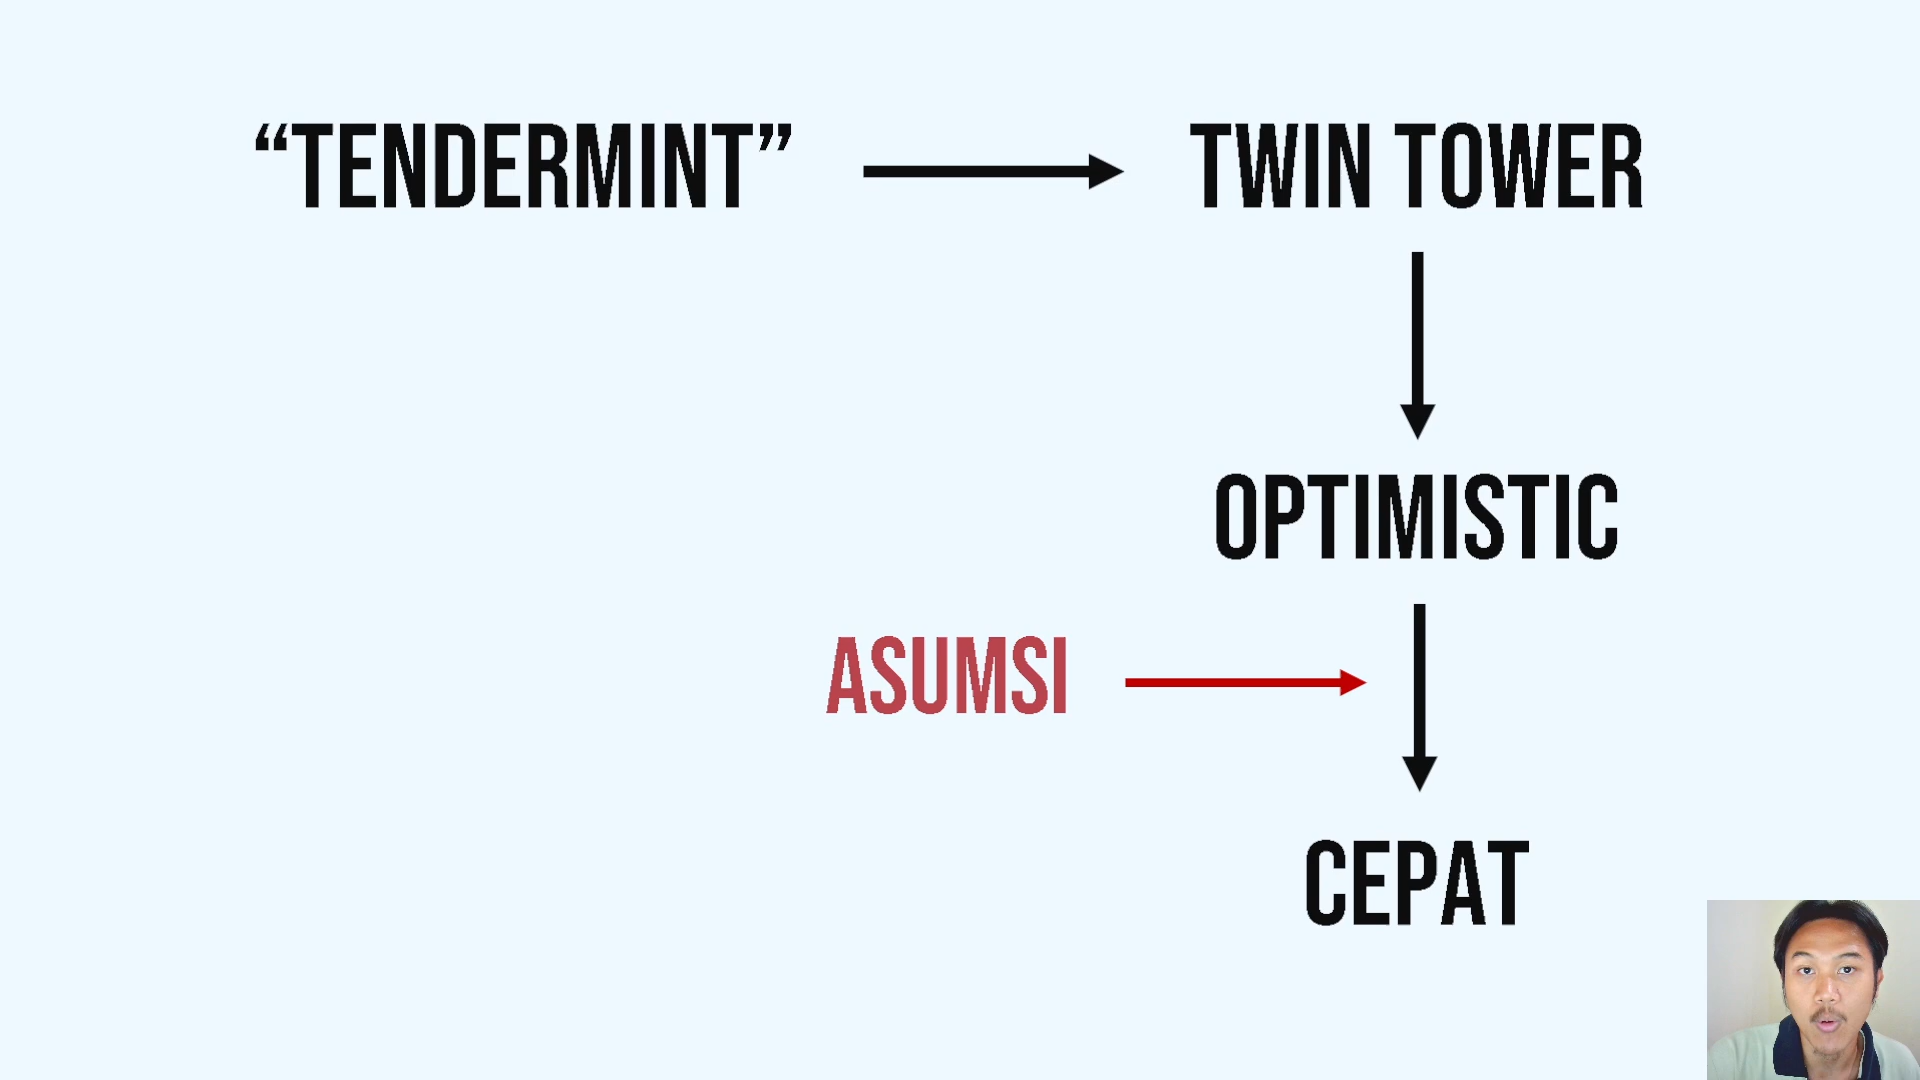 “TENDERMINT”
TWIN TOWER
OPTIMISTIC
ASUMSI
CEPAT